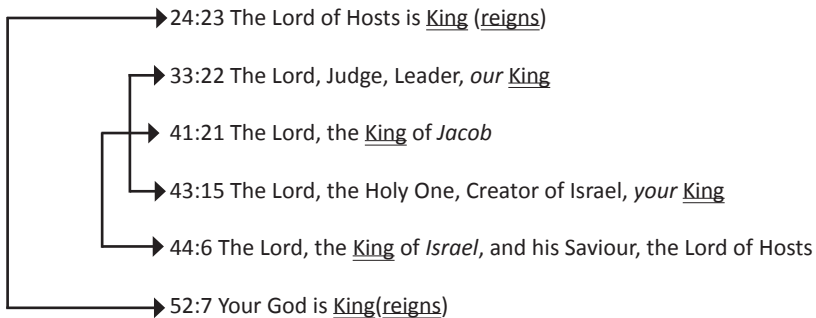 24:23 The Lord of Hosts is King (reigns)
33:22 The Lord, Judge, Leader, our King
41:21 The Lord, the King of Jacob
43:15 The Lord, the Holy One, Creator of Israel, your King
44:6 The Lord, the King of Israel, and his Saviour, the Lord of Hosts
52:7 Your God is King(reigns)